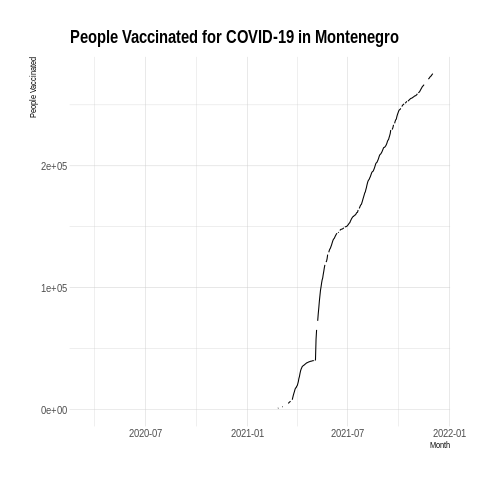 People Vaccinated for COVID-19 in Montenegro
People Vaccinated
2e+05
1e+05
0e+00
2020-07 2021-01 2021-07 2022-01
Month